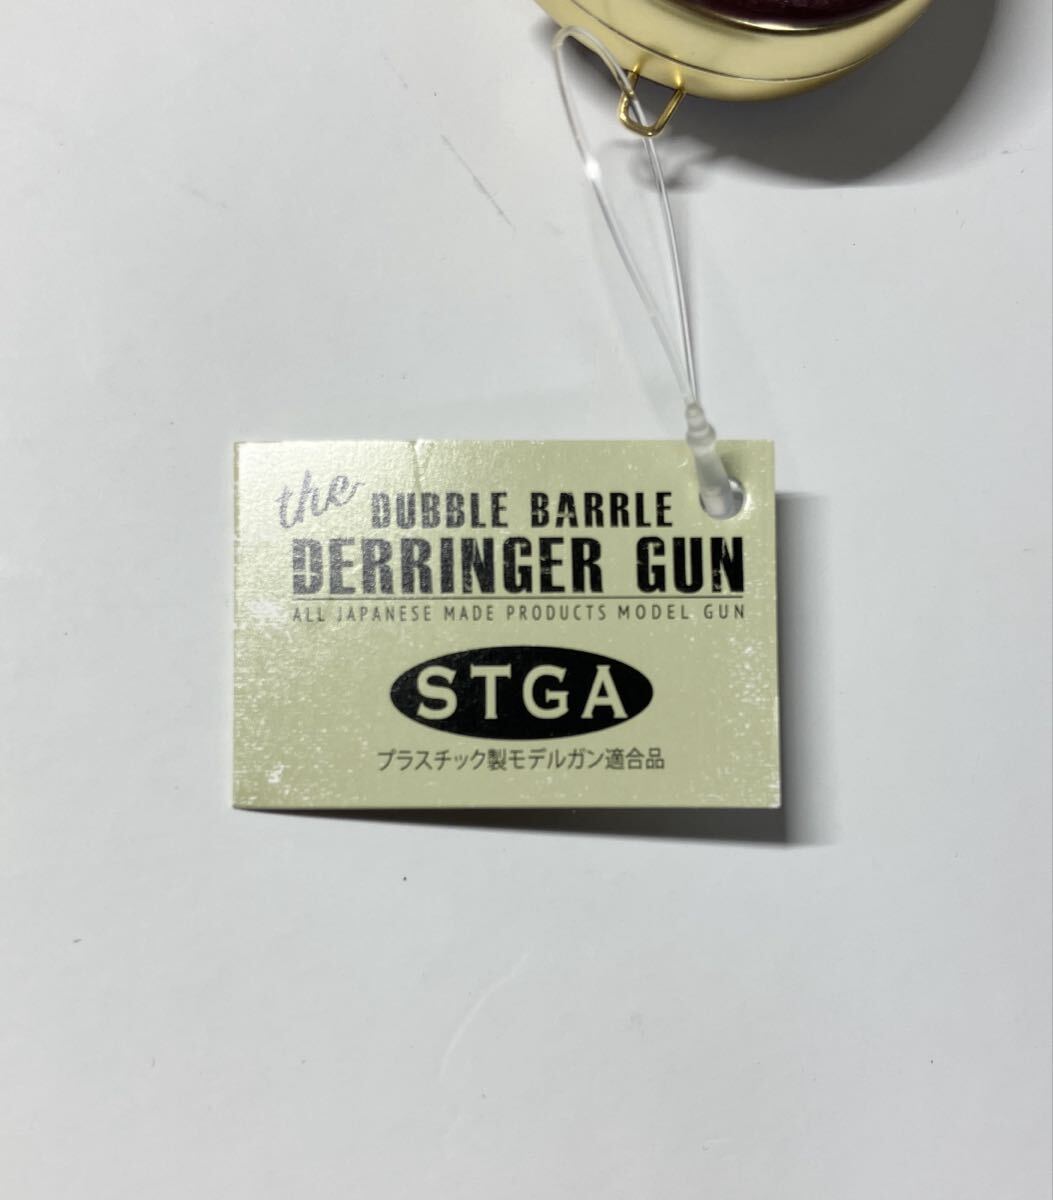 the DUBBLE BARRLE
DERRINGER GUN
ALL JAPANESE MADE PRODUCTS MODEL GUN
STGA
プラスチック製モデルガン適合品